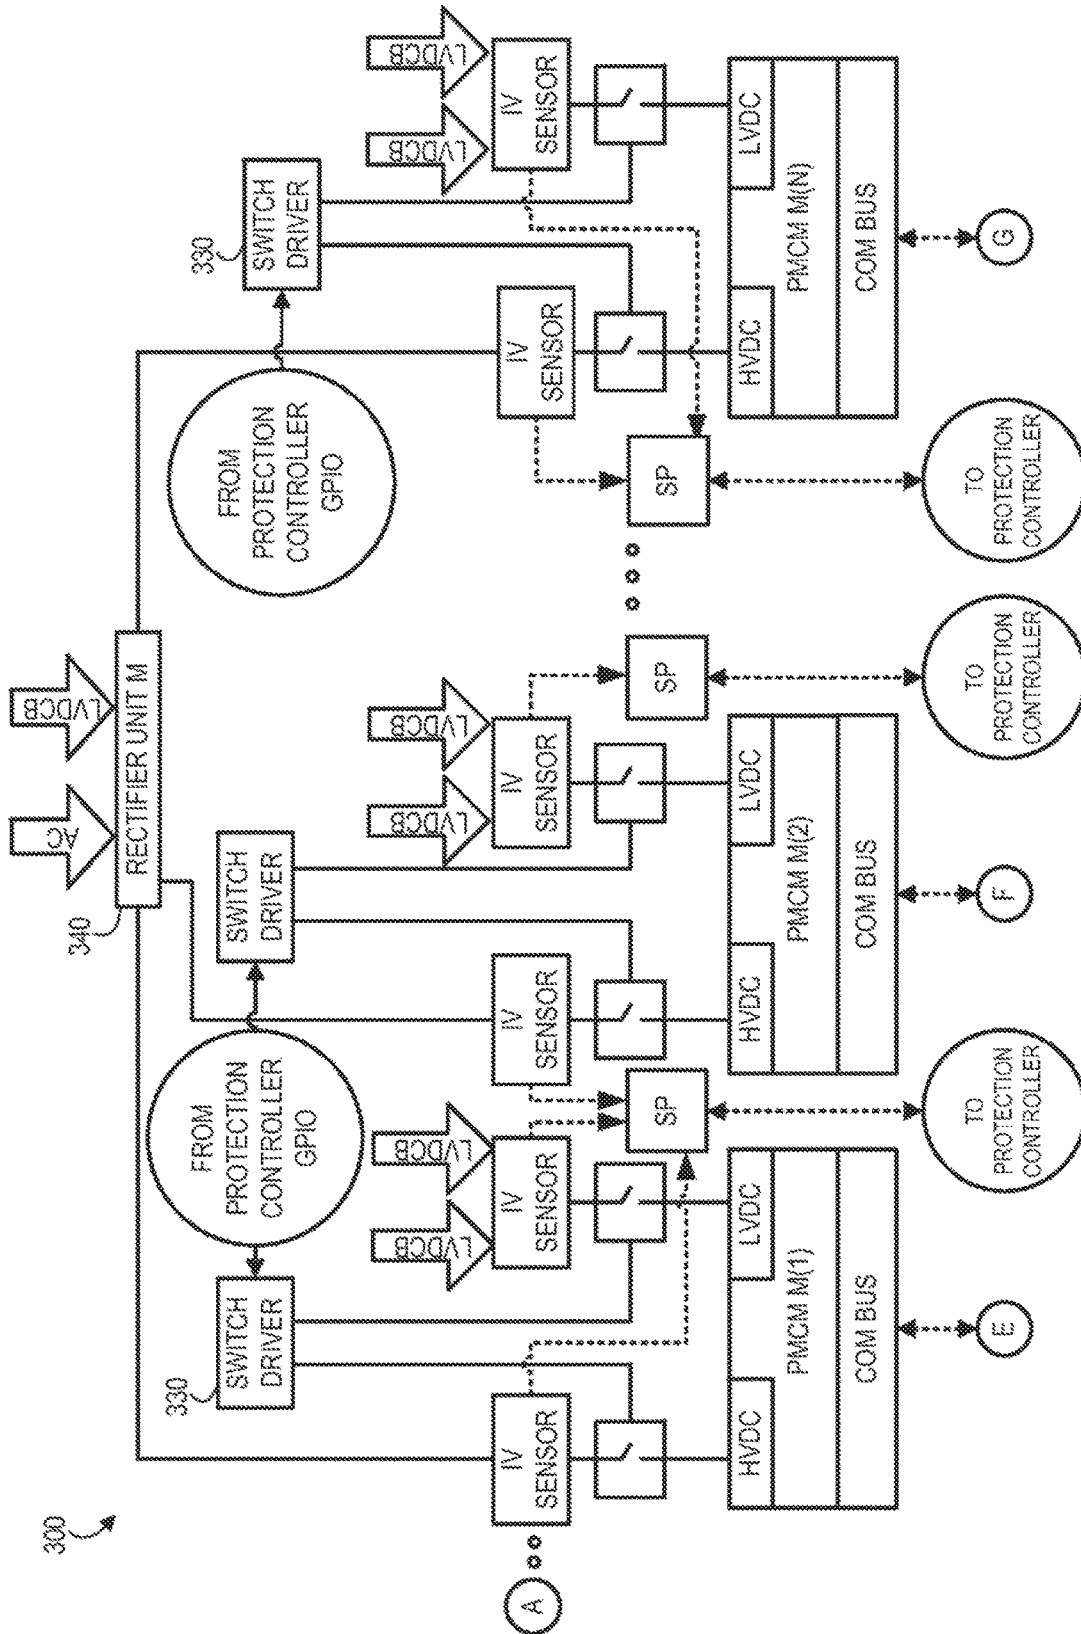 300
A
340
AC
LVDCB
RECTIFIER UNIT M
330
SWITCH
DRIVER
FROM
PROTECTION
CONTROLLER
GPIO
SWITCH
DRIVER
FROM
PROTECTION
CONTROLLER
GPIO
330
SWITCH
DRIVER
IV
SENSOR
LVDCB
LVDCB
IV
SENSOR
IV
SENSOR
LVDCB
LVDCB
IV
SENSOR
IV
SENSOR
LVDCB
LVDCB
IV
SENSOR
SP
SP
SP
HVDC
LVDC
PMCM M(1)
COM BUS
HVDC
LVDC
PMCM M(2)
COM BUS
HVDC
LVDC
PMCM M(N)
COM BUS
E
TO
PROTECTION
CONTROLLER
F
TO
PROTECTION
CONTROLLER
TO
PROTECTION
CONTROLLER
G